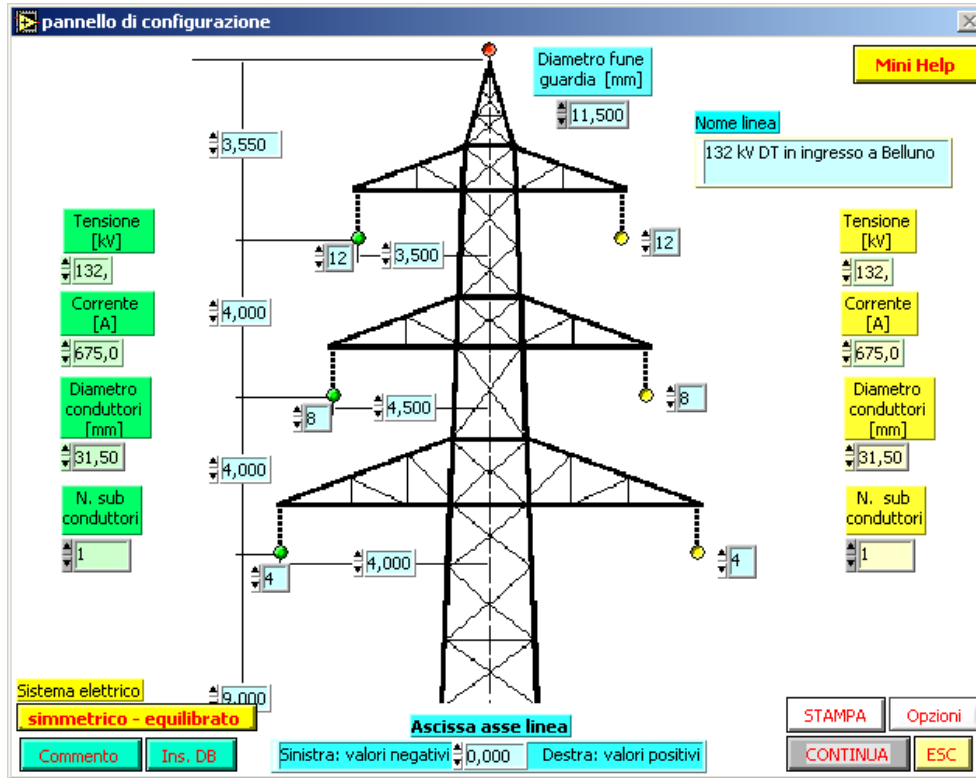 pannello di configurazione
Diametro fune
guardia [mm]
11,500
Mini Help
Nome linea
132 kV DT in ingresso a Belluno
3,550
Tensione
[kV]
132,
Corrente
[A]
675,0
Diametro
conduttori
[mm]
31,50
N. sub
conduttori
1
12
3,500
12
4,000
8
4,500
8
4,000
4
4,000
4
9,000
Tensione
[kV]
132,
Corrente
[A]
675,0
Diametro
conduttori
[mm]
31,50
N. sub
conduttori
1
Sistema elettrico
simmetrico - equilibrato
Commento
Ins. DB
Ascissa asse linea
Sinistra: valori negativi 0,000 Destra: valori positivi
STAMPA
Opzioni
CONTINUA
ESC